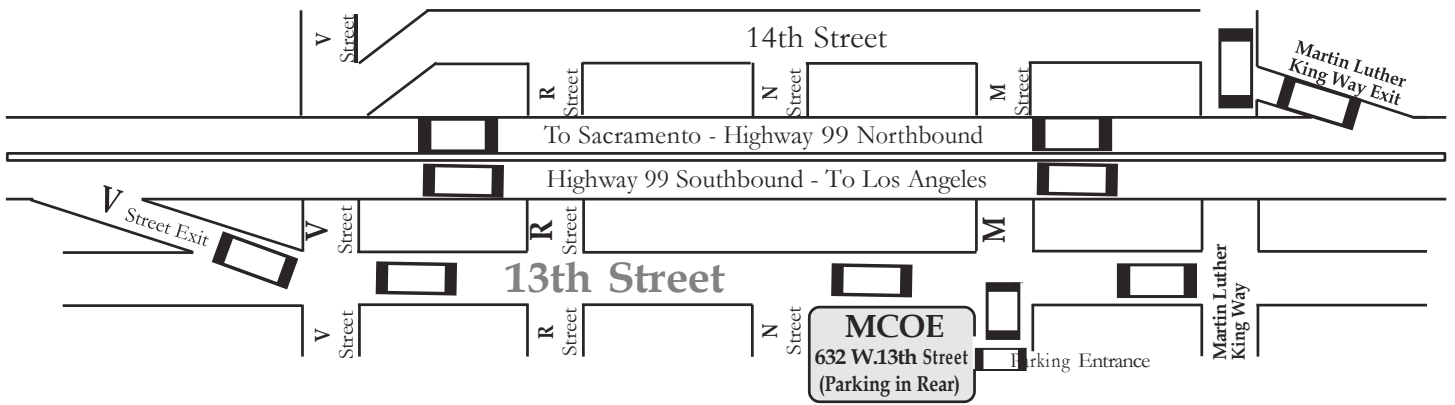 14th Street
V
Street
R
Street
N
Street
M
Street
Martin Luther
King Way Exit
To Sacramento - Highway 99 Northbound
Highway 99 Southbound - To Los Angeles
V
Street Exit
V
Street
R
Street
M
13th Street
V
Street
R
Street
N
Street
MCOE
632 W.13th Street
(Parking in Rear)
Parking Entrance
Martin Luther
King Way